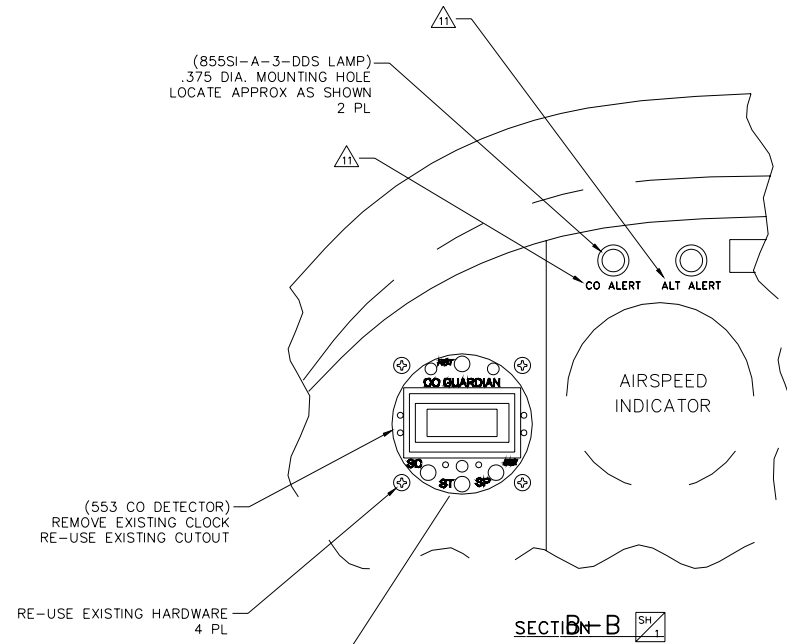 11
(855SI-A-3-DDS LAMP)
.375 DIA. MOUNTING HOLE
LOCATE APPROX AS SHOWN
2 PL
11
CO ALERT
ALT ALERT
CO GUARDIAN
AIRSPEED
INDICATOR
SC
ST
SP
(553 CO DETECTOR)
REMOVE EXISTING CLOCK
RE-USE EXISTING CUTOUT
RE-USE EXISTING HARDWARE
4 PL
SECTION B-B
SH
1